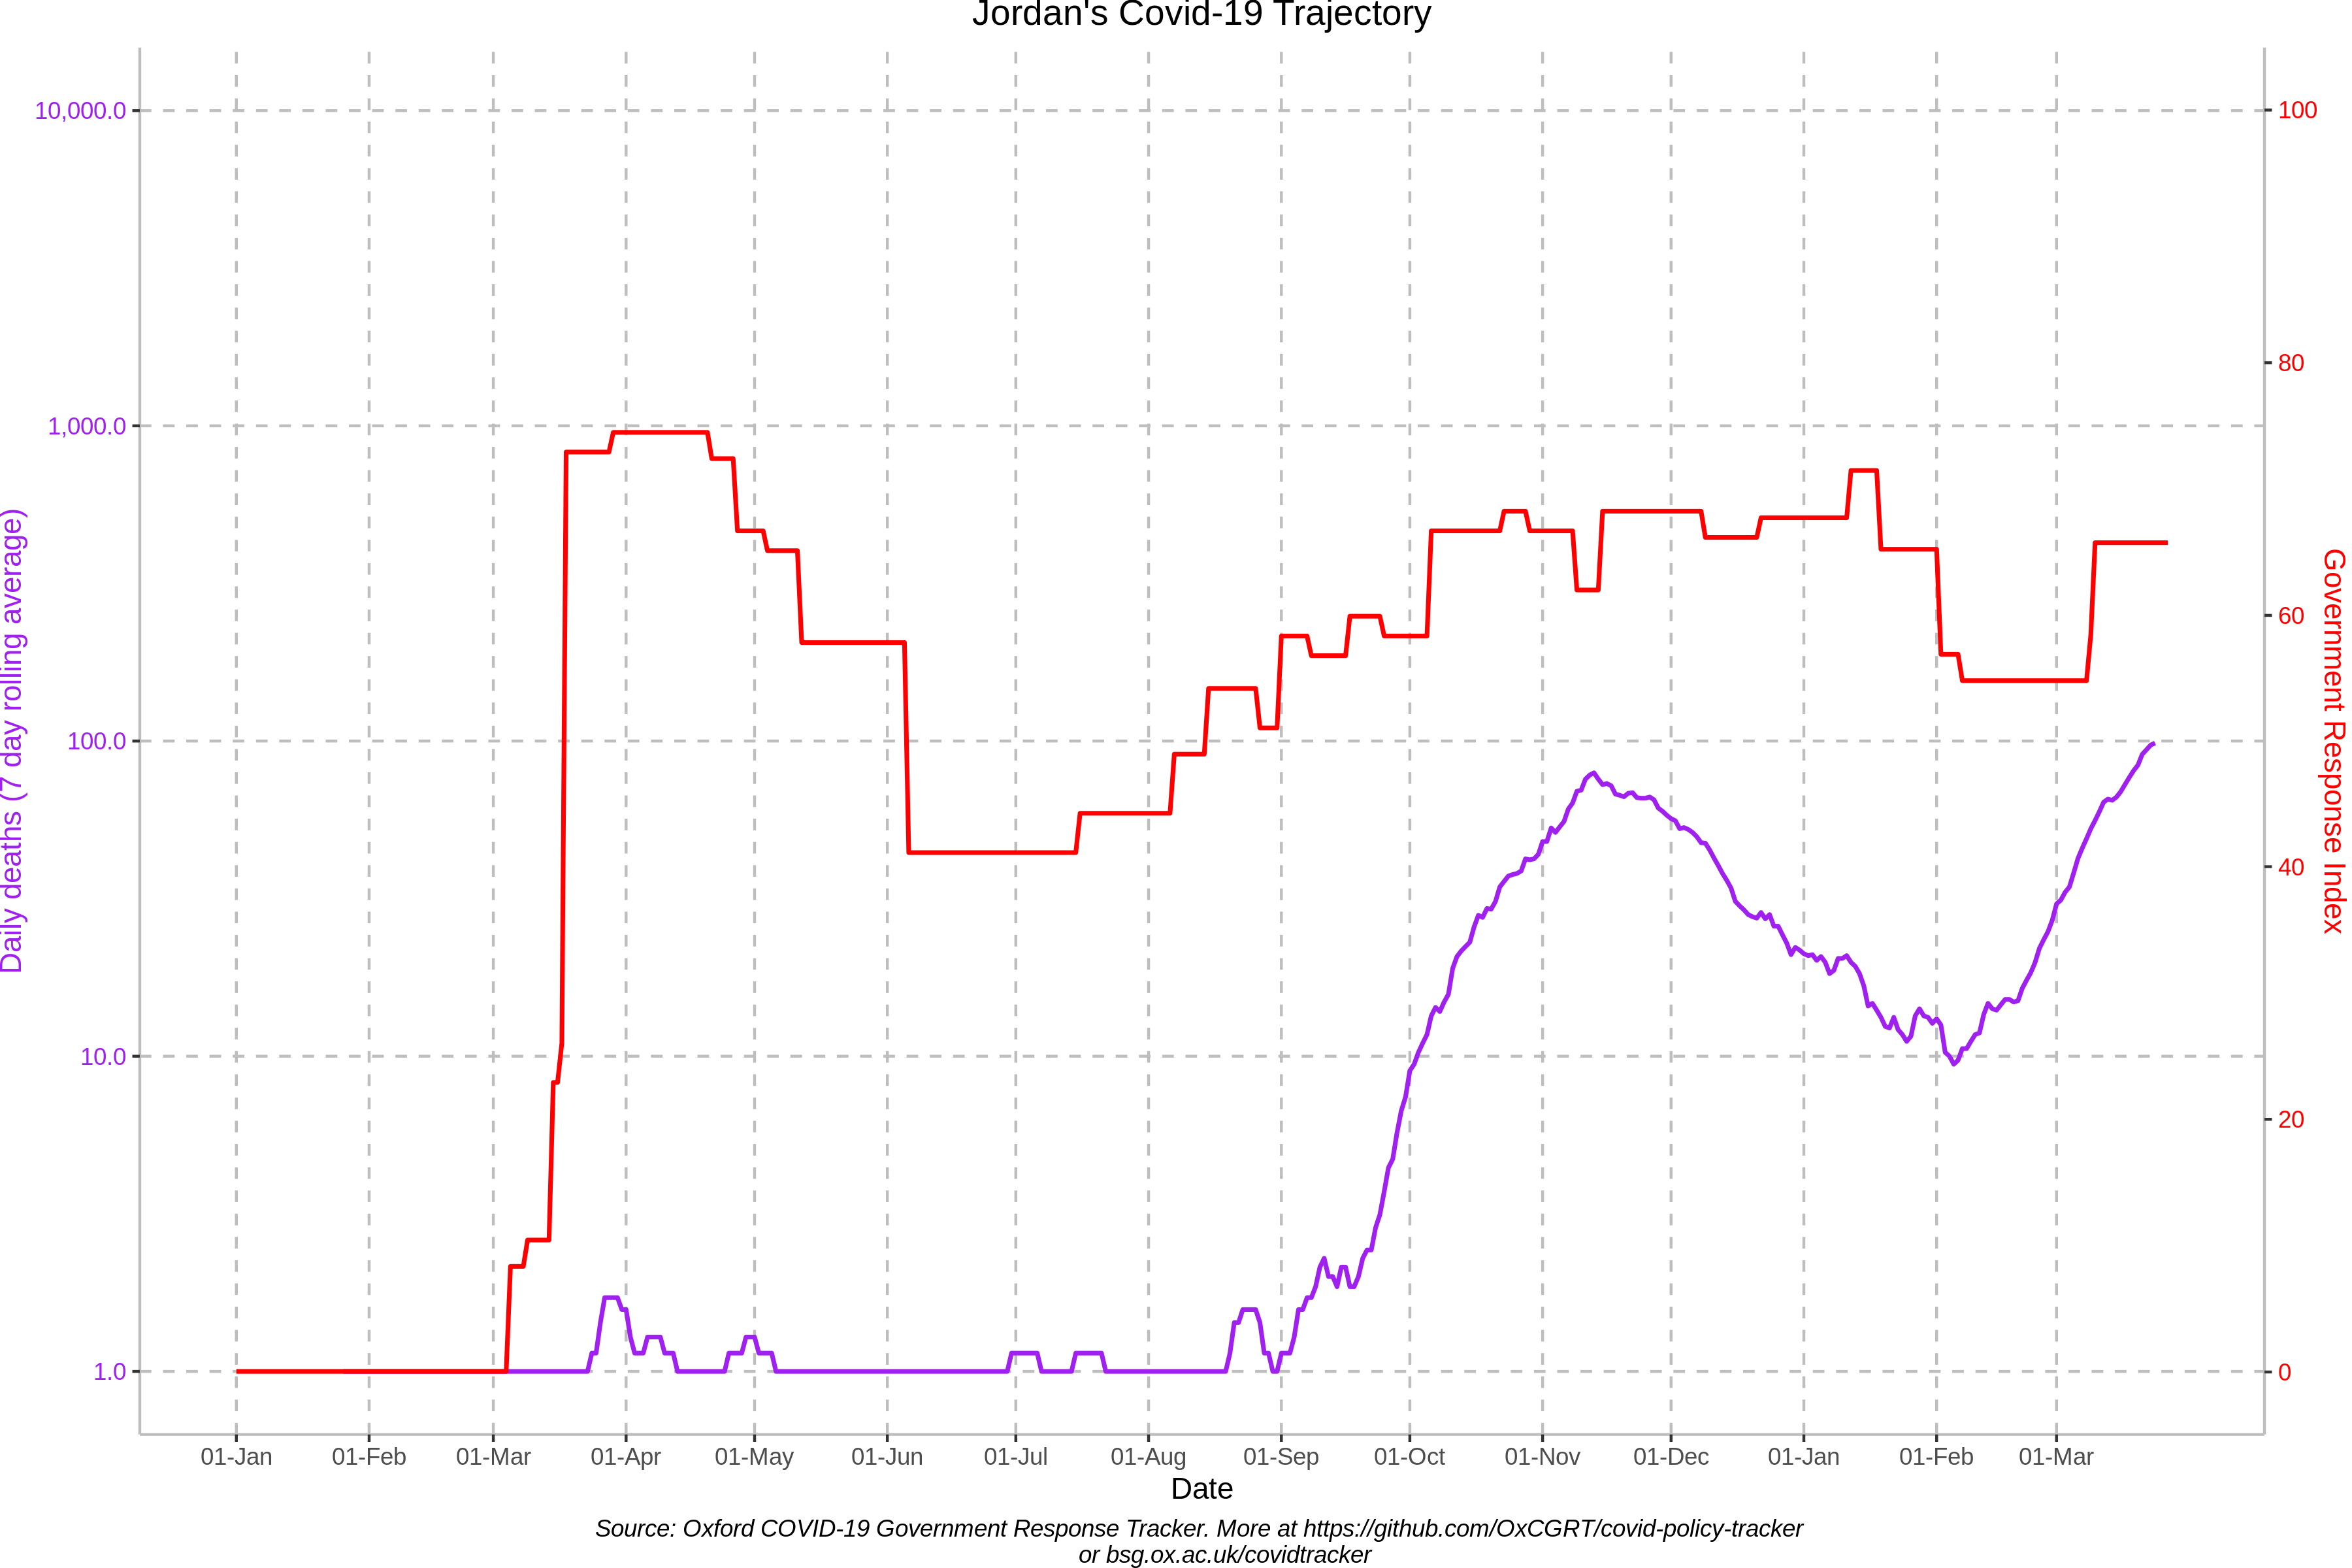 Jordan's Covid-19 Trajectory
10,000.0
1,000.0
100.0
10.0
1.0
Daily deaths (7 day rolling average)
100
80
60
40
20
0
Government Response Index
01-Jan 01-Feb 01-Mar 01-Apr 01-May 01-Jun 01-Jul 01-Aug 01-Sep 01-Oct 01-Nov 01-Dec 01-Jan 01-Feb 01-Mar
Date
Source: Oxford COVID-19 Government Response Tracker. More at https://github.com/OxCGRT/covid-policy-tracker
or bsg.ox.ac.uk/covidtracker